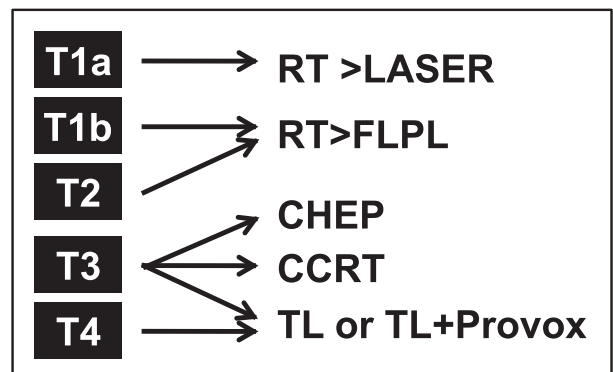 T1a RT >LASER
T1b RT>FLPL
T2
CHEP
T3 CCRT
T4 TL or TL+Provox